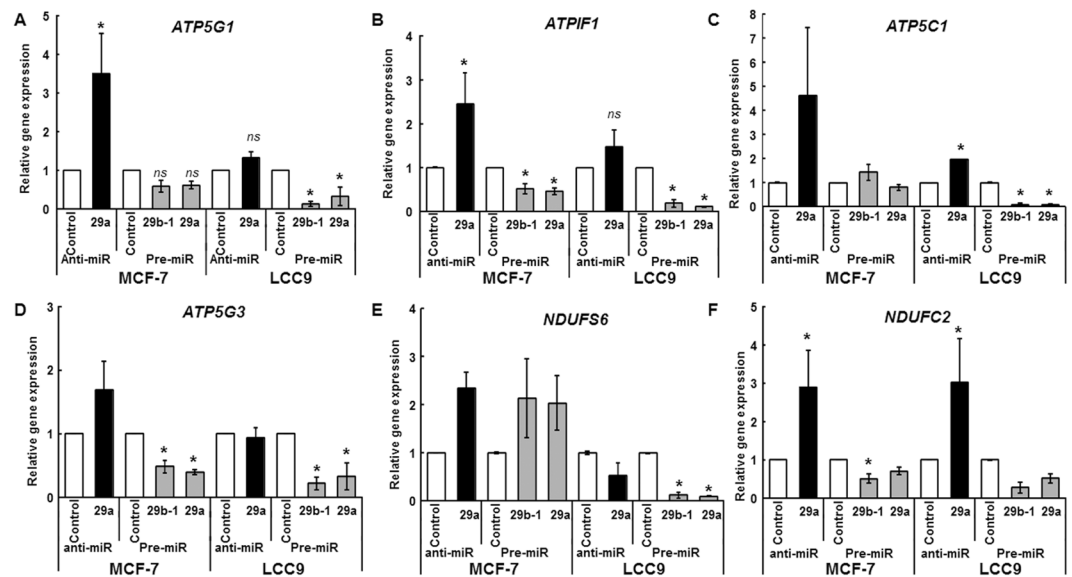 A
ATP5G1
Relative gene expression
5
4
3
2
1
0
*
ns
ns
ns
*
*
Control
29a
Control
29b-1
29a
Control
29a
Control
29b-1
29a
Anti-miR
Pre-miR
Anti-miR
Pre-miR
MCF-7
LCC9
B
ATPIF1
Relative gene expression
4
3
2
1
0
*
*
*
ns
*
*
Control
29a
Control
29b-1
29a
Control
29a
Control
29b-1
29a
anti-miR
Pre-miR
anti-miR
Pre-miR
MCF-7
LCC9
C
ATP5C1
Relative gene expression
8
7
6
5
4
3
2
1
0
*
*
*
Control
29a
Control
29b-1
29a
Control
29a
Control
29b-1
29a
anti-miR
Pre-miR
anti-miR
Pre-miR
MCF-7
LCC9
D
ATP5G3
Relative gene expression
3
2
1
0
*
*
*
*
Control
29a
Control
29b-1
29a
Control
29a
Control
29b-1
29a
anti-miR
Pre-miR
anti-miR
Pre-miR
MCF-7
LCC9
E
NDUFS6
Relative gene expression
4
3
2
1
0
*
*
Control
29a
Control
29b-1
29a
Control
29a
Control
29b-1
29a
anti-miR
Pre-miR
anti-miR
Pre-miR
MCF-7
LCC9
F
NDUFC2
Relative gene expression
5
4
3
2
1
0
*
*
*
Control
29a
Control
29b-1
29a
Control
29a
Control
29b-1
29a
anti-miR
Pre-miR
anti-miR
Pre-miR
MCF-7
LCC9